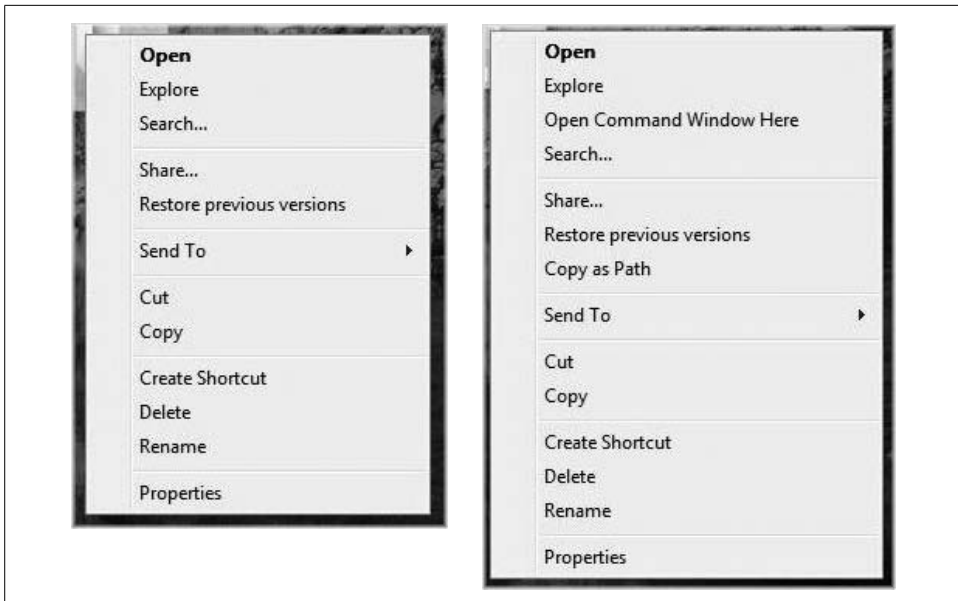 Open
Explore
Search...
Share...
Restore previous versions
Send To
Cut
Copy
Create Shortcut
Delete
Rename
Properties
Open
Explore
Open Command Window Here
Search...
Share...
Restore previous versions
Copy as Path
Send To
Cut
Copy
Create Shortcut
Delete
Rename
Properties